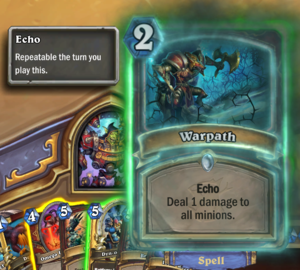 Echo
Repeatable the turn you
play this.
2
Warpath
Echo
Deal 1 damage to
all minions.
Spell
4
5
5